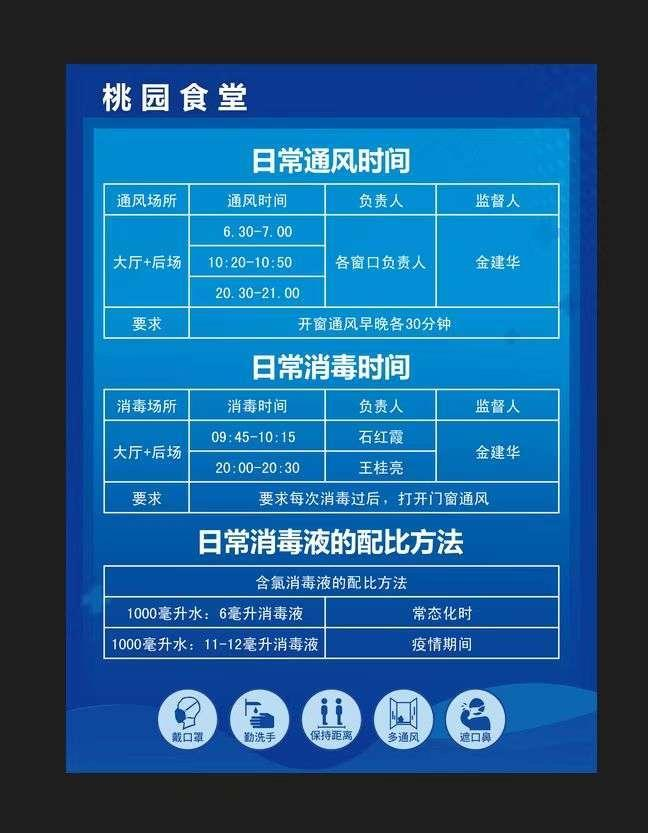 桃园食堂
日常通风时间
通风场所 通风时间 负责人 监督人
6.30-7.00
大厅+后场 10:20-10:50 各窗口负责人 金建华
20.30-21.00
要求 开窗通风早晚各30分钟
日常消毒时间
消毒场所 消毒时间 负责人 监督人
09:45-10:15 石红霞
大厅+后场 金建华
20:00-20:30 王桂亮
要求 要求每次消毒过后，打开门窗通风
日常消毒液的配比方法
含氯消毒液的配比方法
1000毫升水：6毫升消毒液 常态化时
1000毫升水：11-12毫升消毒液 疫情期间
戴口罩 勤洗手 保持距离 多通风 遮口鼻